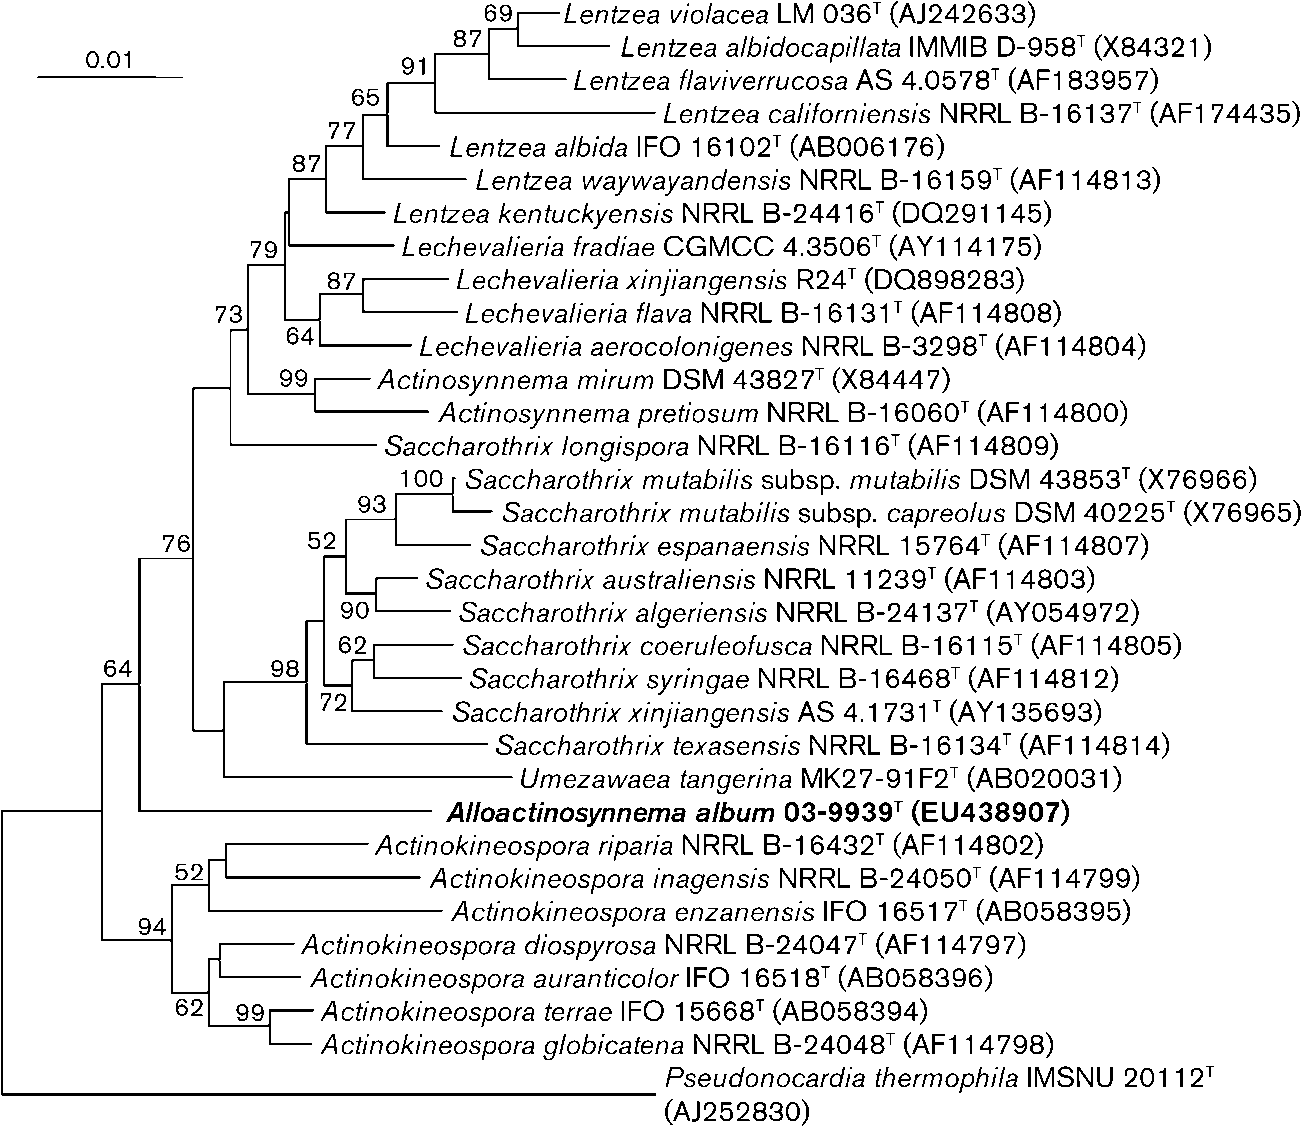 69 Lentzea violacea LM 036ᵀ (AJ242633)
0.01
87 Lentzea albidocapillata IMMIB D-958ᵀ (X84321)
91 Lentzea flaviverrucosa AS 4.0578ᵀ (AF183957)
65 Lentzea californiensis NRRL B-16137ᵀ (AF174435)
77 Lentzea albida IFO 16102ᵀ (AB006176)
87 Lentzea waywayandensis NRRL B-16159ᵀ (AF114813)
Lentzea kentuckyensis NRRL B-24416ᵀ (DQ291145)
79 Lechevalieria fradiae CGMCC 4.3506ᵀ (AY114175)
87 Lechevalieria xinjiangensis R24ᵀ (DQ898283)
73 Lechevalieria flava NRRL B-16131ᵀ (AF114808)
64 Lechevalieria aerocolonigenes NRRL B-3298ᵀ (AF114804)
99 Actinosynnema mirum DSM 43827ᵀ (X84447)
Actinosynnema pretiosum NRRL B-16060ᵀ (AF114800)
Saccharothrix longispora NRRL B-16116ᵀ (AF114809)
100 Saccharothrix mutabilis subsp. mutabilis DSM 43853ᵀ (X76966)
93 Saccharothrix mutabilis subsp. capreolus DSM 40225ᵀ (X76965)
76 52 Saccharothrix espanaensis NRRL 15764ᵀ (AF114807)
Saccharothrix australiensis NRRL 11239ᵀ (AF114803)
90 Saccharothrix algeriensis NRRL B-24137ᵀ (AY054972)
62 Saccharothrix coeruleofusca NRRL B-16115ᵀ (AF114805)
64 98 Saccharothrix syringae NRRL B-16468ᵀ (AF114812)
72 Saccharothrix xinjiangensis AS 4.1731ᵀ (AY135693)
Saccharothrix texasensis NRRL B-16134ᵀ (AF114814)
Umezawaea tangerina MK27-91F2ᵀ (AB020031)
Alloactinosynnema album 03-9939ᵀ (EU438907)
Actinokineospora riparia NRRL B-16432ᵀ (AF114802)
52 Actinokineospora inagensis NRRL B-24050ᵀ (AF114799)
Actinokineospora enzanensis IFO 16517ᵀ (AB058395)
94 Actinokineospora diospyrosa NRRL B-24047ᵀ (AF114797)
Actinokineospora auranticolor IFO 16518ᵀ (AB058396)
62 99 Actinokineospora terrae IFO 15668ᵀ (AB058394)
Actinokineospora globicatena NRRL B-24048ᵀ (AF114798)
Pseudonocardia thermophila IMSNU 20112ᵀ
(AJ252830)